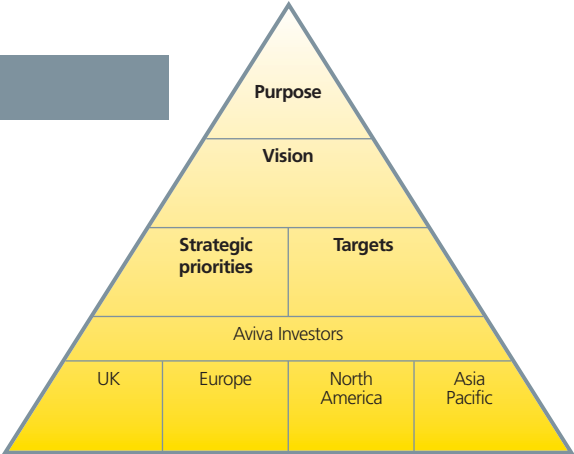 Purpose
Vision
Strategic
priorities
Targets
Aviva Investors
UK
Europe
North
America
Asia
Pacific